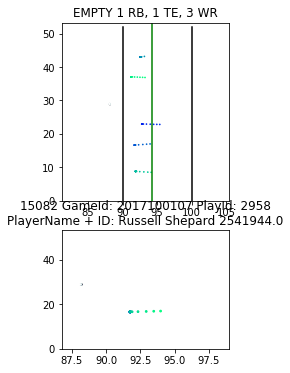 EMPTY 1 RB, 1 TE, 3 WR
50
40
30
20
10
0
85 90 95 100 105
15082 GameId: 2017100107 PlayId: 2958
PlayerName + ID: Russell Shepard 2541944.0
40
20
0
87.5 90.0 92.5 95.0 97.5